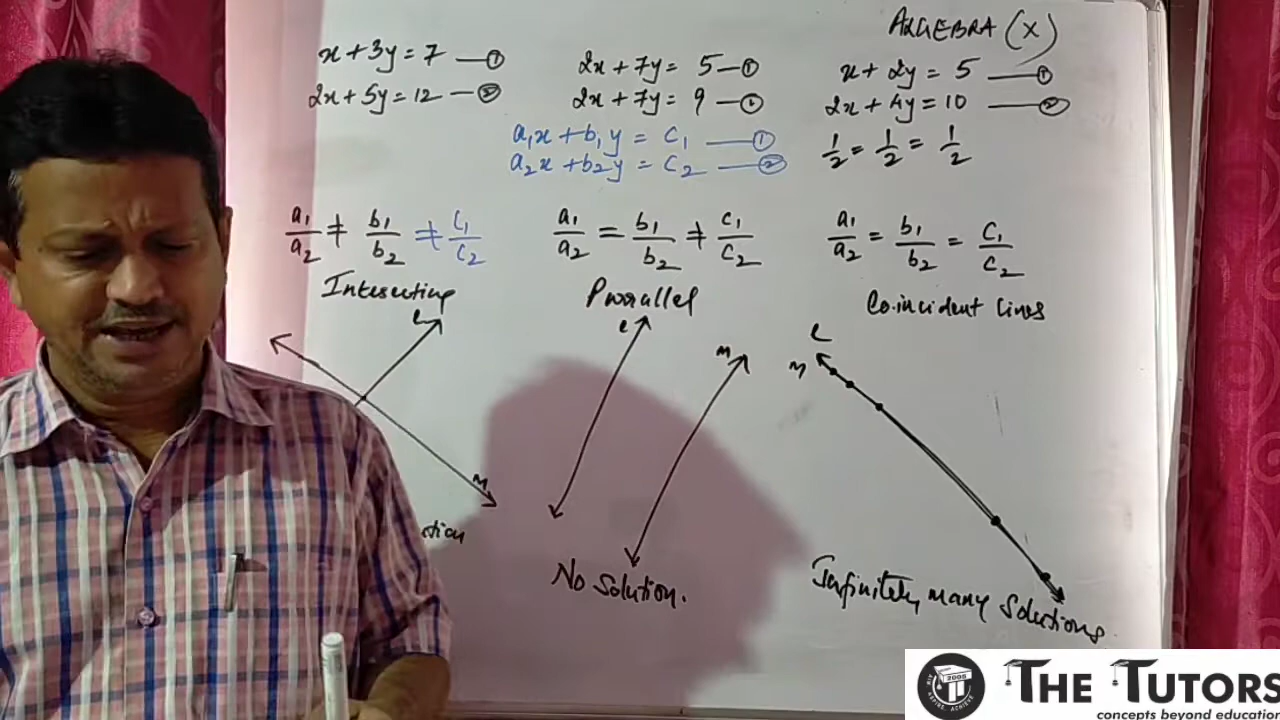 ALGEBRA (X)
x + 3y = 7 — ①
2x + 5y = 12 — ②
2x + 7y = 5 — ①
2x + 7y = 9 — ②
x + 2y = 5 — ①
2x + 4y = 10 — ②
1/2 = 1/2 = 1/2
a₁x + b₁y = c₁ — ①
a₂x + b₂y = c₂ — ②
a₁/a₂ ≠ b₁/b₂ ≠ c₁/c₂
Intersecting
l
M
a₁/a₂ = b₁/b₂ ≠ c₁/c₂
Parallel
l
M
No Solution.
a₁/a₂ = b₁/b₂ = c₁/c₂
Coincident lines
L
M
Infinitely many Solutions
THE TUTORS
concepts beyond education
2005